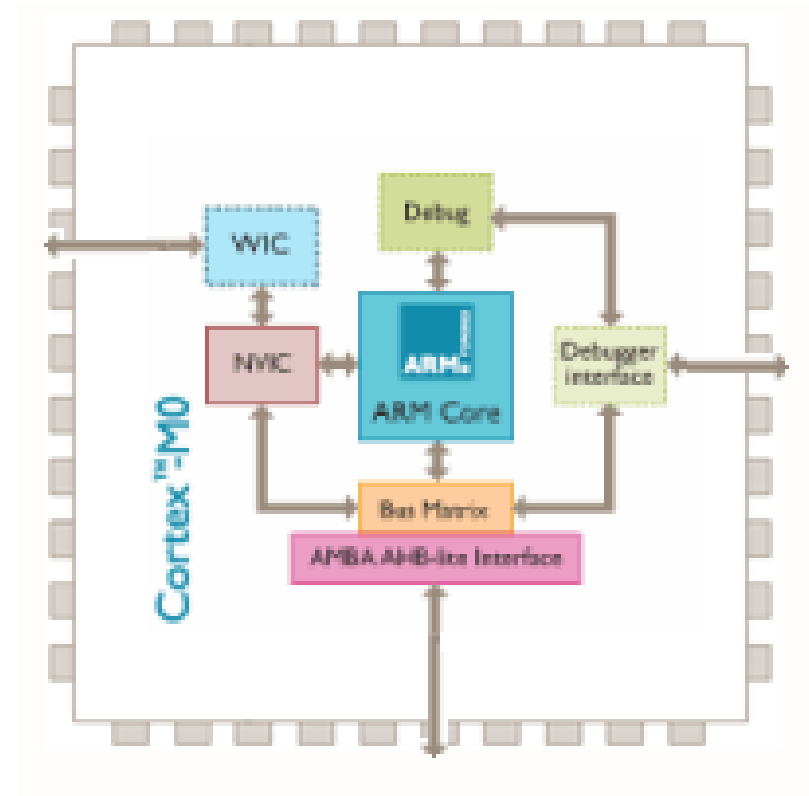 Debug
WIC
NVIC
ARM
ARM Core
Debugger
interface
Cortex™-M0
Bus Matrix
AMBA AHB-lite Interface